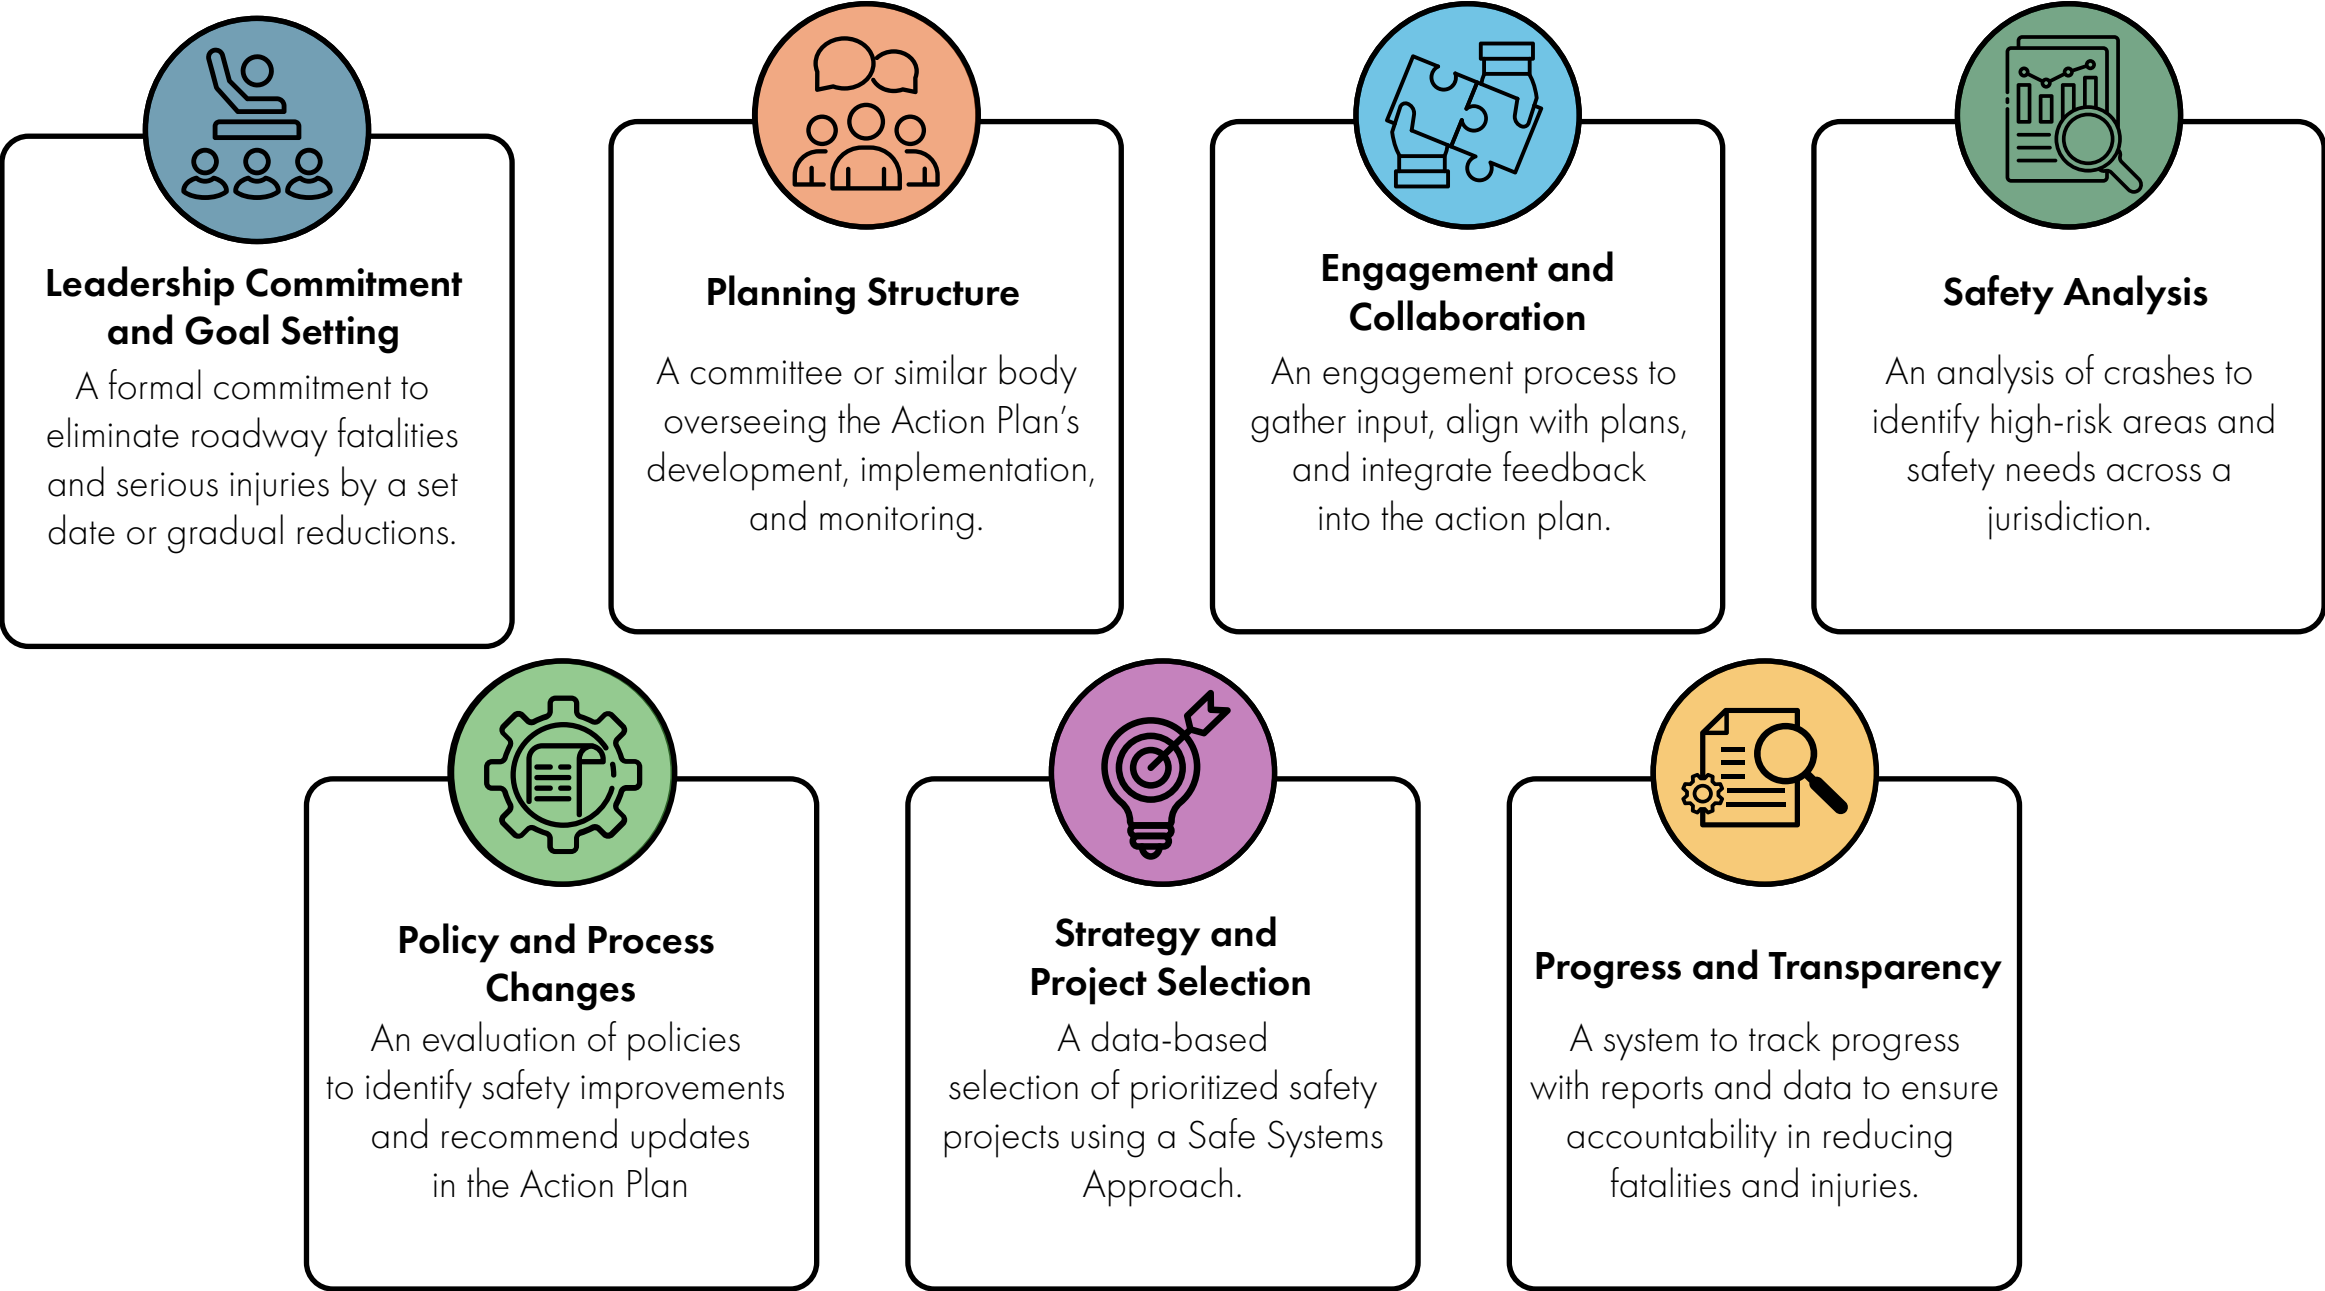 Leadership Commitment
and Goal Setting
A formal commitment to
eliminate roadway fatalities
and serious injuries by a set
date or gradual reductions.
Planning Structure
A committee or similar body
overseeing the Action Plan's
development, implementation,
and monitoring.
Engagement and
Collaboration
An engagement process to
gather input, align with plans,
and integrate feedback
into the action plan.
Safety Analysis
An analysis of crashes to
identify high-risk areas and
safety needs across a
jurisdiction.
Policy and Process
Changes
An evaluation of policies
to identify safety improvements
and recommend updates
in the Action Plan
Strategy and
Project Selection
A data-based
selection of prioritized safety
projects using a Safe Systems
Approach.
Progress and Transparency
A system to track progress
with reports and data to ensure
accountability in reducing
fatalities and injuries.